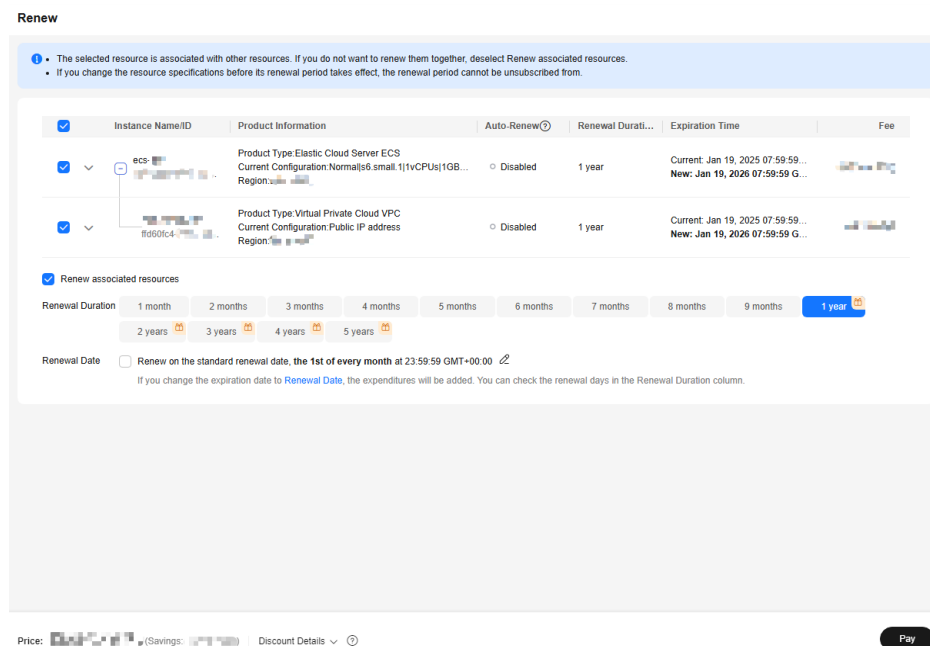 Renew
The selected resource is associated with other resources. If you do not want to renew them together, deselect Renew associated resources.
If you change the resource specifications before its renewal period takes effect, the renewal period cannot be unsubscribed from.
Instance Name/ID Product Information Auto-Renew Renewal Durati... Expiration Time Fee
ecs-
Product Type:Elastic Cloud Server ECS
Current Configuration:Normal|s6.small.1|1vCPUs|1GB...
Region:
Disabled
1 year
Current: Jan 19, 2025 07:59:59...
New: Jan 19, 2026 07:59:59 G...
ffd60fc4-
Product Type:Virtual Private Cloud VPC
Current Configuration:Public IP address
Region:
Disabled
1 year
Current: Jan 19, 2025 07:59:59...
New: Jan 19, 2026 07:59:59 G...
Renew associated resources
Renewal Duration 1 month 2 months 3 months 4 months 5 months 6 months 7 months 8 months 9 months 1 year
2 years 3 years 4 years 5 years
Renewal Date Renew on the standard renewal date, the 1st of every month at 23:59:59 GMT+00:00
If you change the expiration date to Renewal Date, the expenditures will be added. You can check the renewal days in the Renewal Duration column.
Price: (Savings: ) Discount Details Pay